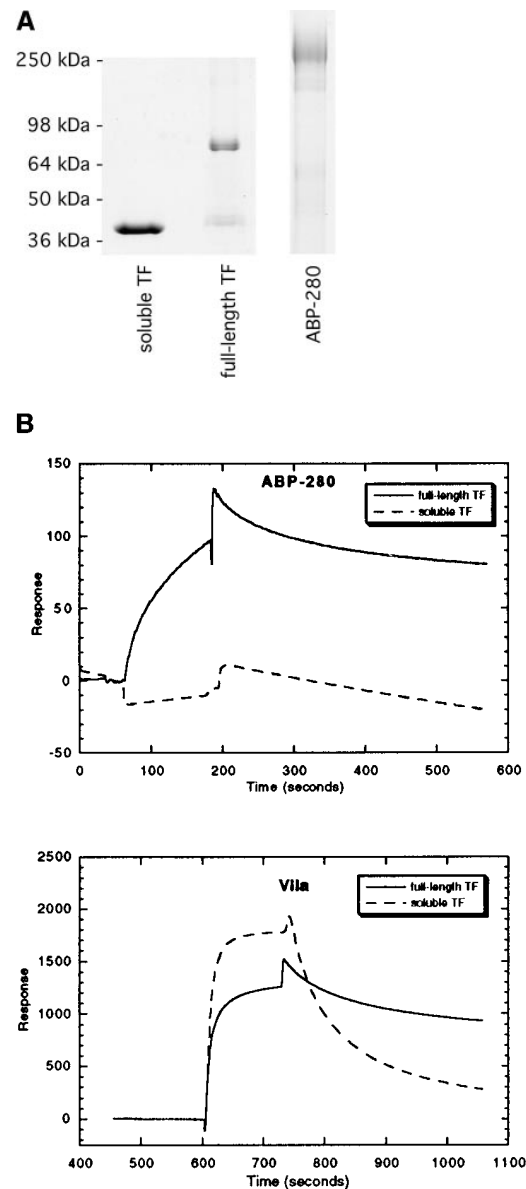 A
250 kDa -
98 kDa -
64 kDa -
50 kDa -
36 kDa -
soluble TF
full-length TF
ABP-280
B
ABP-280
full-length TF
soluble TF
150
100
50
0
-50
Response
0 100 200 300 400 500 600
Time (seconds)
VIIa
full-length TF
soluble TF
2500
2000
1500
1000
500
0
Response
400 500 600 700 800 900 1000 1100
Time (seconds)